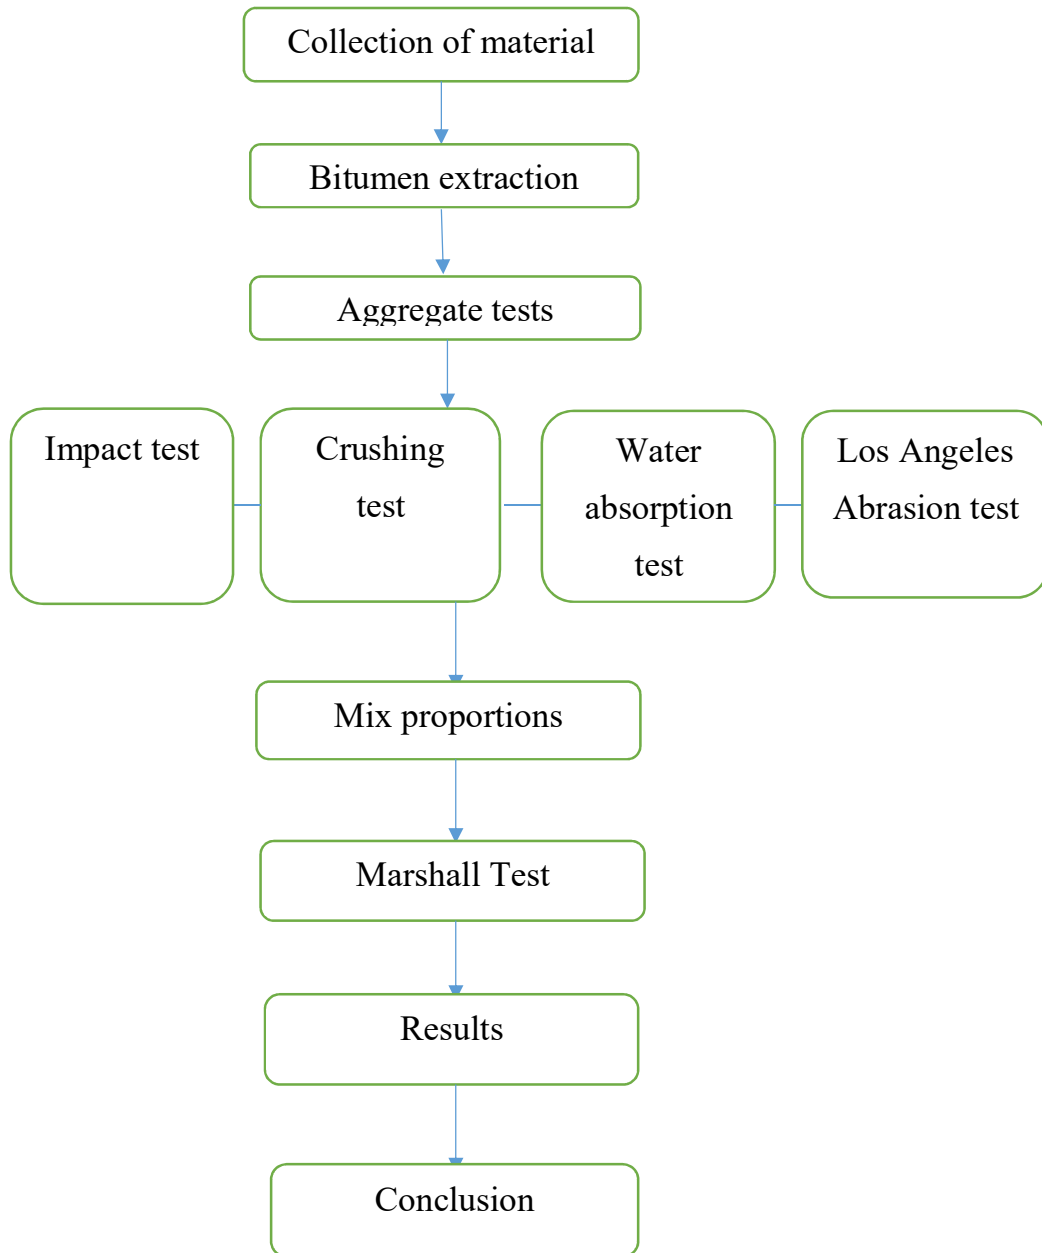 Collection of material
Bitumen extraction
Aggregate tests
Impact test
Crushing
test
Water
absorption
test
Los Angeles
Abrasion test
Mix proportions
Marshall Test
Results
Conclusion